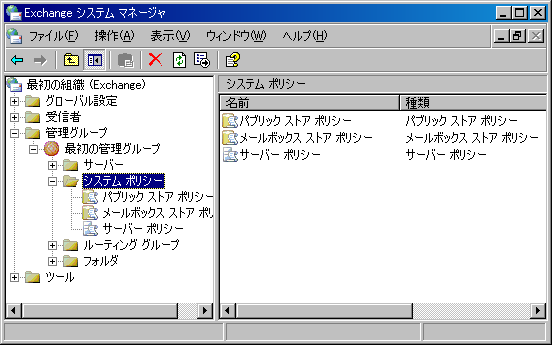 Exchange システム マネージャ
ファイル(F) 操作(A) 表示(V) ウィンドウ(W) ヘルプ(H)
最初の組織 (Exchange)
グローバル設定
受信者
管理グループ
最初の管理グループ
サーバー
システム ポリシー
パブリック ストア ポリシー
メールボックス ストア ポリ
サーバー ポリシー
ルーティング グループ
フォルダ
ツール
システム ポリシー
名前 種類
パブリック ストア ポリシー パブリック ストア ポリシー
メールボックス ストア ポリシー メールボックス ストア ポリシー
サーバー ポリシー サーバー ポリシー